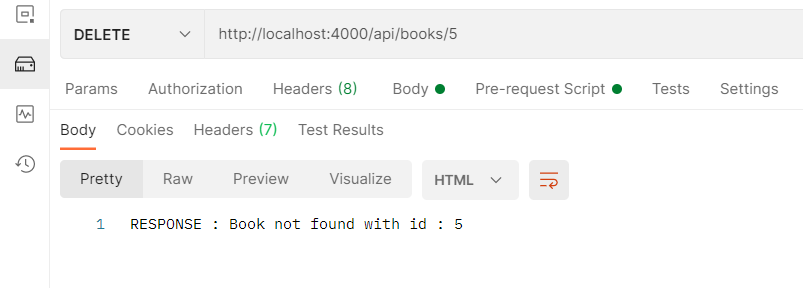 DELETE http://localhost:4000/api/books/5
Params Authorization Headers (8) Body Pre-request Script Tests Settings
Body Cookies Headers (7) Test Results
Pretty Raw Preview Visualize HTML
1 RESPONSE : Book not found with id : 5